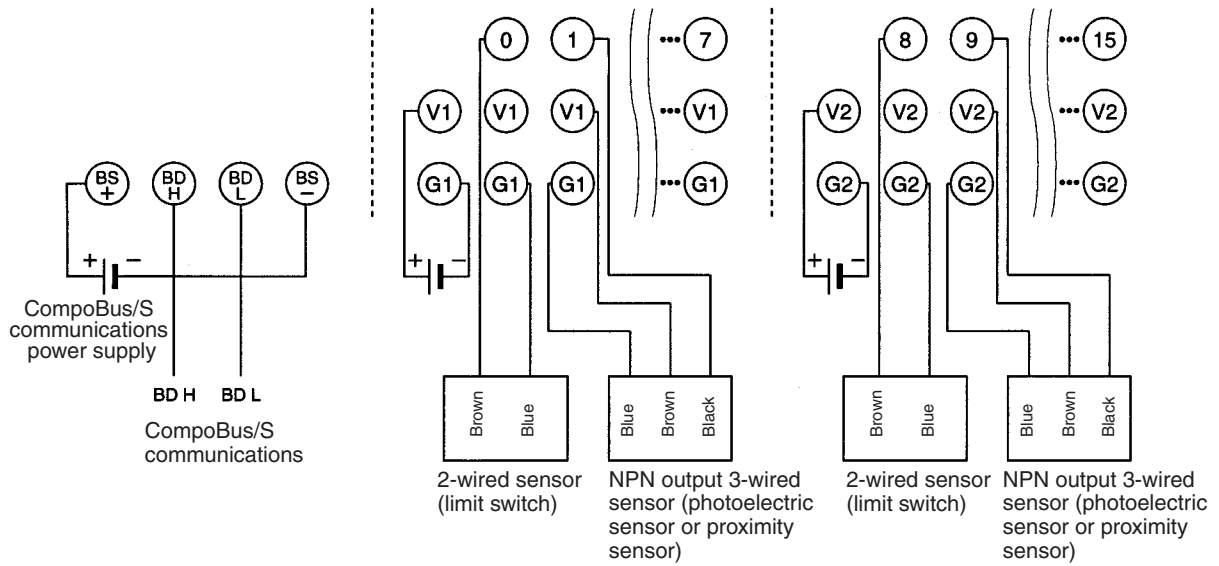 0 1 ••• 7
V1 V1 V1 ••• V1
G1 G1 G1 ••• G1
8 9 ••• 15
V2 V2 V2 ••• V2
G2 G2 G2 ••• G2
BS
+
BD
H
BD
L
BS
–
+ –
CompoBus/S
communications
power supply
BD H BD L
CompoBus/S
communications
+ –
Brown
Blue
2-wired sensor
(limit switch)
Blue
Brown
Black
NPN output 3-wired
sensor (photoelectric
sensor or proximity
sensor)
+ –
Brown
Blue
2-wired sensor
(limit switch)
Blue
Brown
Black
NPN output 3-wired
sensor (photoelectric
sensor or proximity
sensor)